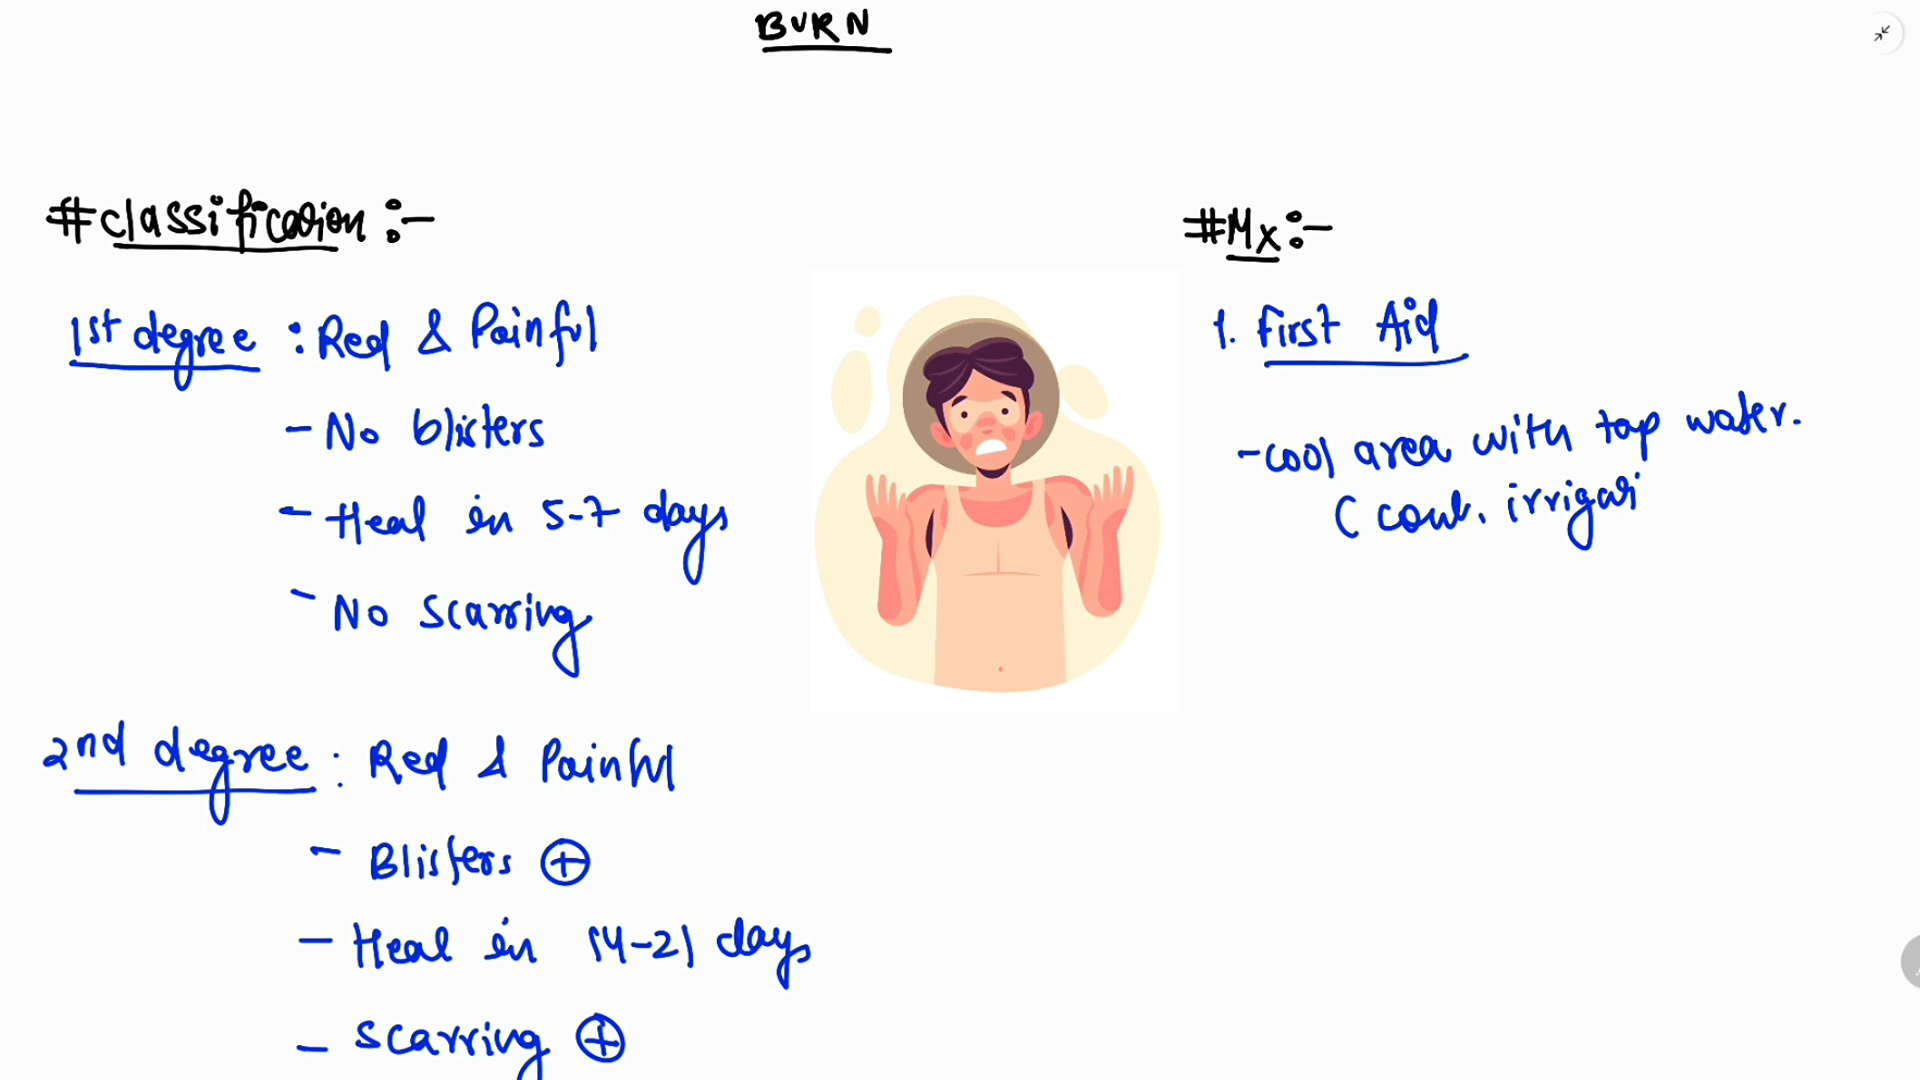 BURN
#classification :-
1st degree : Red & Painful
- No blisters
- Heal in 5-7 days
- No scarring
2nd degree : Red & Painful
- Blisters ⊕
- Heal in 14-21 days
- Scarring ⊕
#Mx :-
1. First Aid
- cool area with tap water.
( cont. irrigati